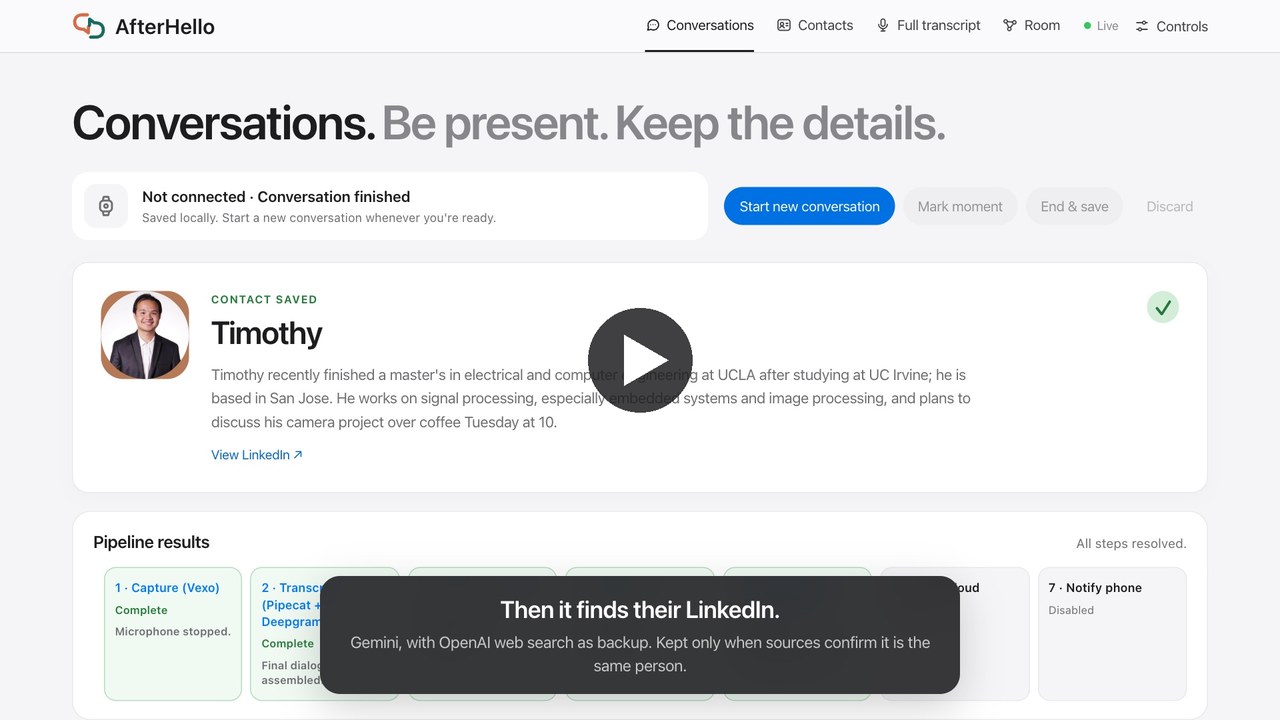 AfterHello
Conversations
Contacts
Full transcript
Room
Live
Controls
Conversations. Be present. Keep the details.
Not connected · Conversation finished
Saved locally. Start a new conversation whenever you're ready.
Start new conversation
Mark moment
End & save
Discard
CONTACT SAVED
Timothy
Timothy recently finished a master's in electrical and computer engineering at UCLA after studying at UC Irvine; he is
based in San Jose. He works on signal processing, especially embedded systems and image processing, and plans to
discuss his camera project over coffee Tuesday at 10.
View LinkedIn ↗
Pipeline results
All steps resolved.
1 · Capture (Vexo)
Complete
Microphone stopped.
2 ·
(Pipecat +
Complete
Final
assembled
7 · Notify phone
Disabled
Then it finds their LinkedIn.
Gemini, with OpenAI web search as backup. Kept only when sources confirm it is the
same person.